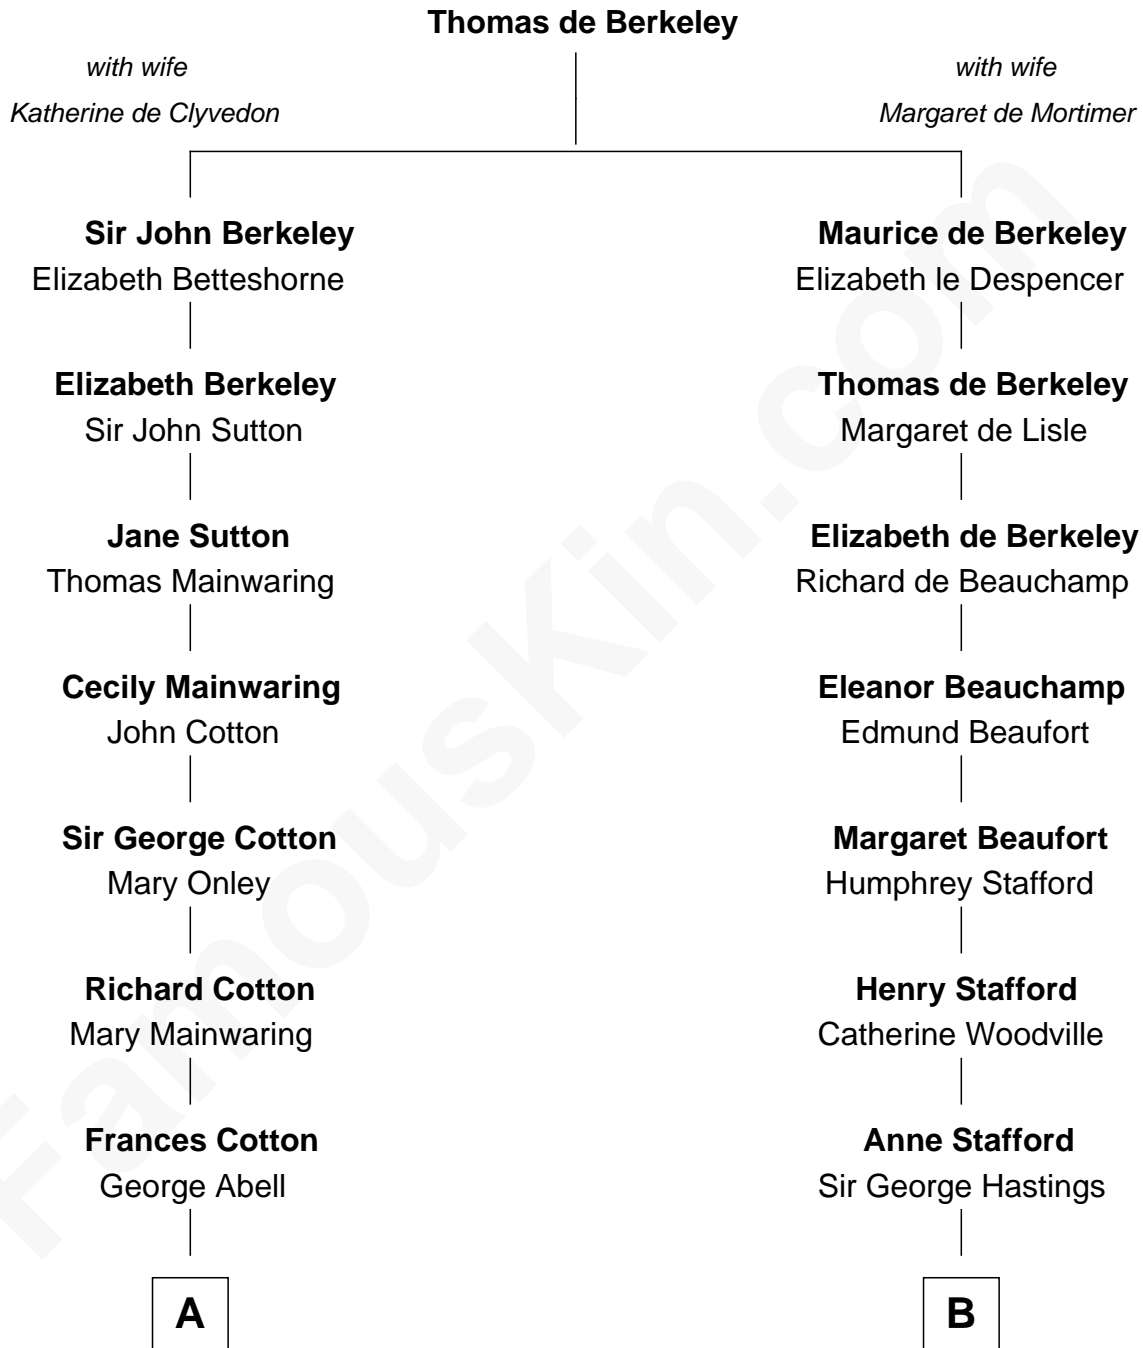 Thomas de Berkeley
with wife
Katherine de Clyvedon
with wife
Margaret de Mortimer
Sir John Berkeley
Elizabeth Betteshorne
Maurice de Berkeley
Elizabeth le Despencer
Elizabeth Berkeley
Sir John Sutton
Thomas de Berkeley
Margaret de Lisle
Jane Sutton
Thomas Mainwaring
Elizabeth de Berkeley
Richard de Beauchamp
Cecily Mainwaring
John Cotton
Eleanor Beauchamp
Edmund Beaufort
Sir George Cotton
Mary Onley
Margaret Beaufort
Humphrey Stafford
Richard Cotton
Mary Mainwaring
Henry Stafford
Catherine Woodville
Frances Cotton
George Abell
Anne Stafford
Sir George Hastings
A
B
FamousKin.com